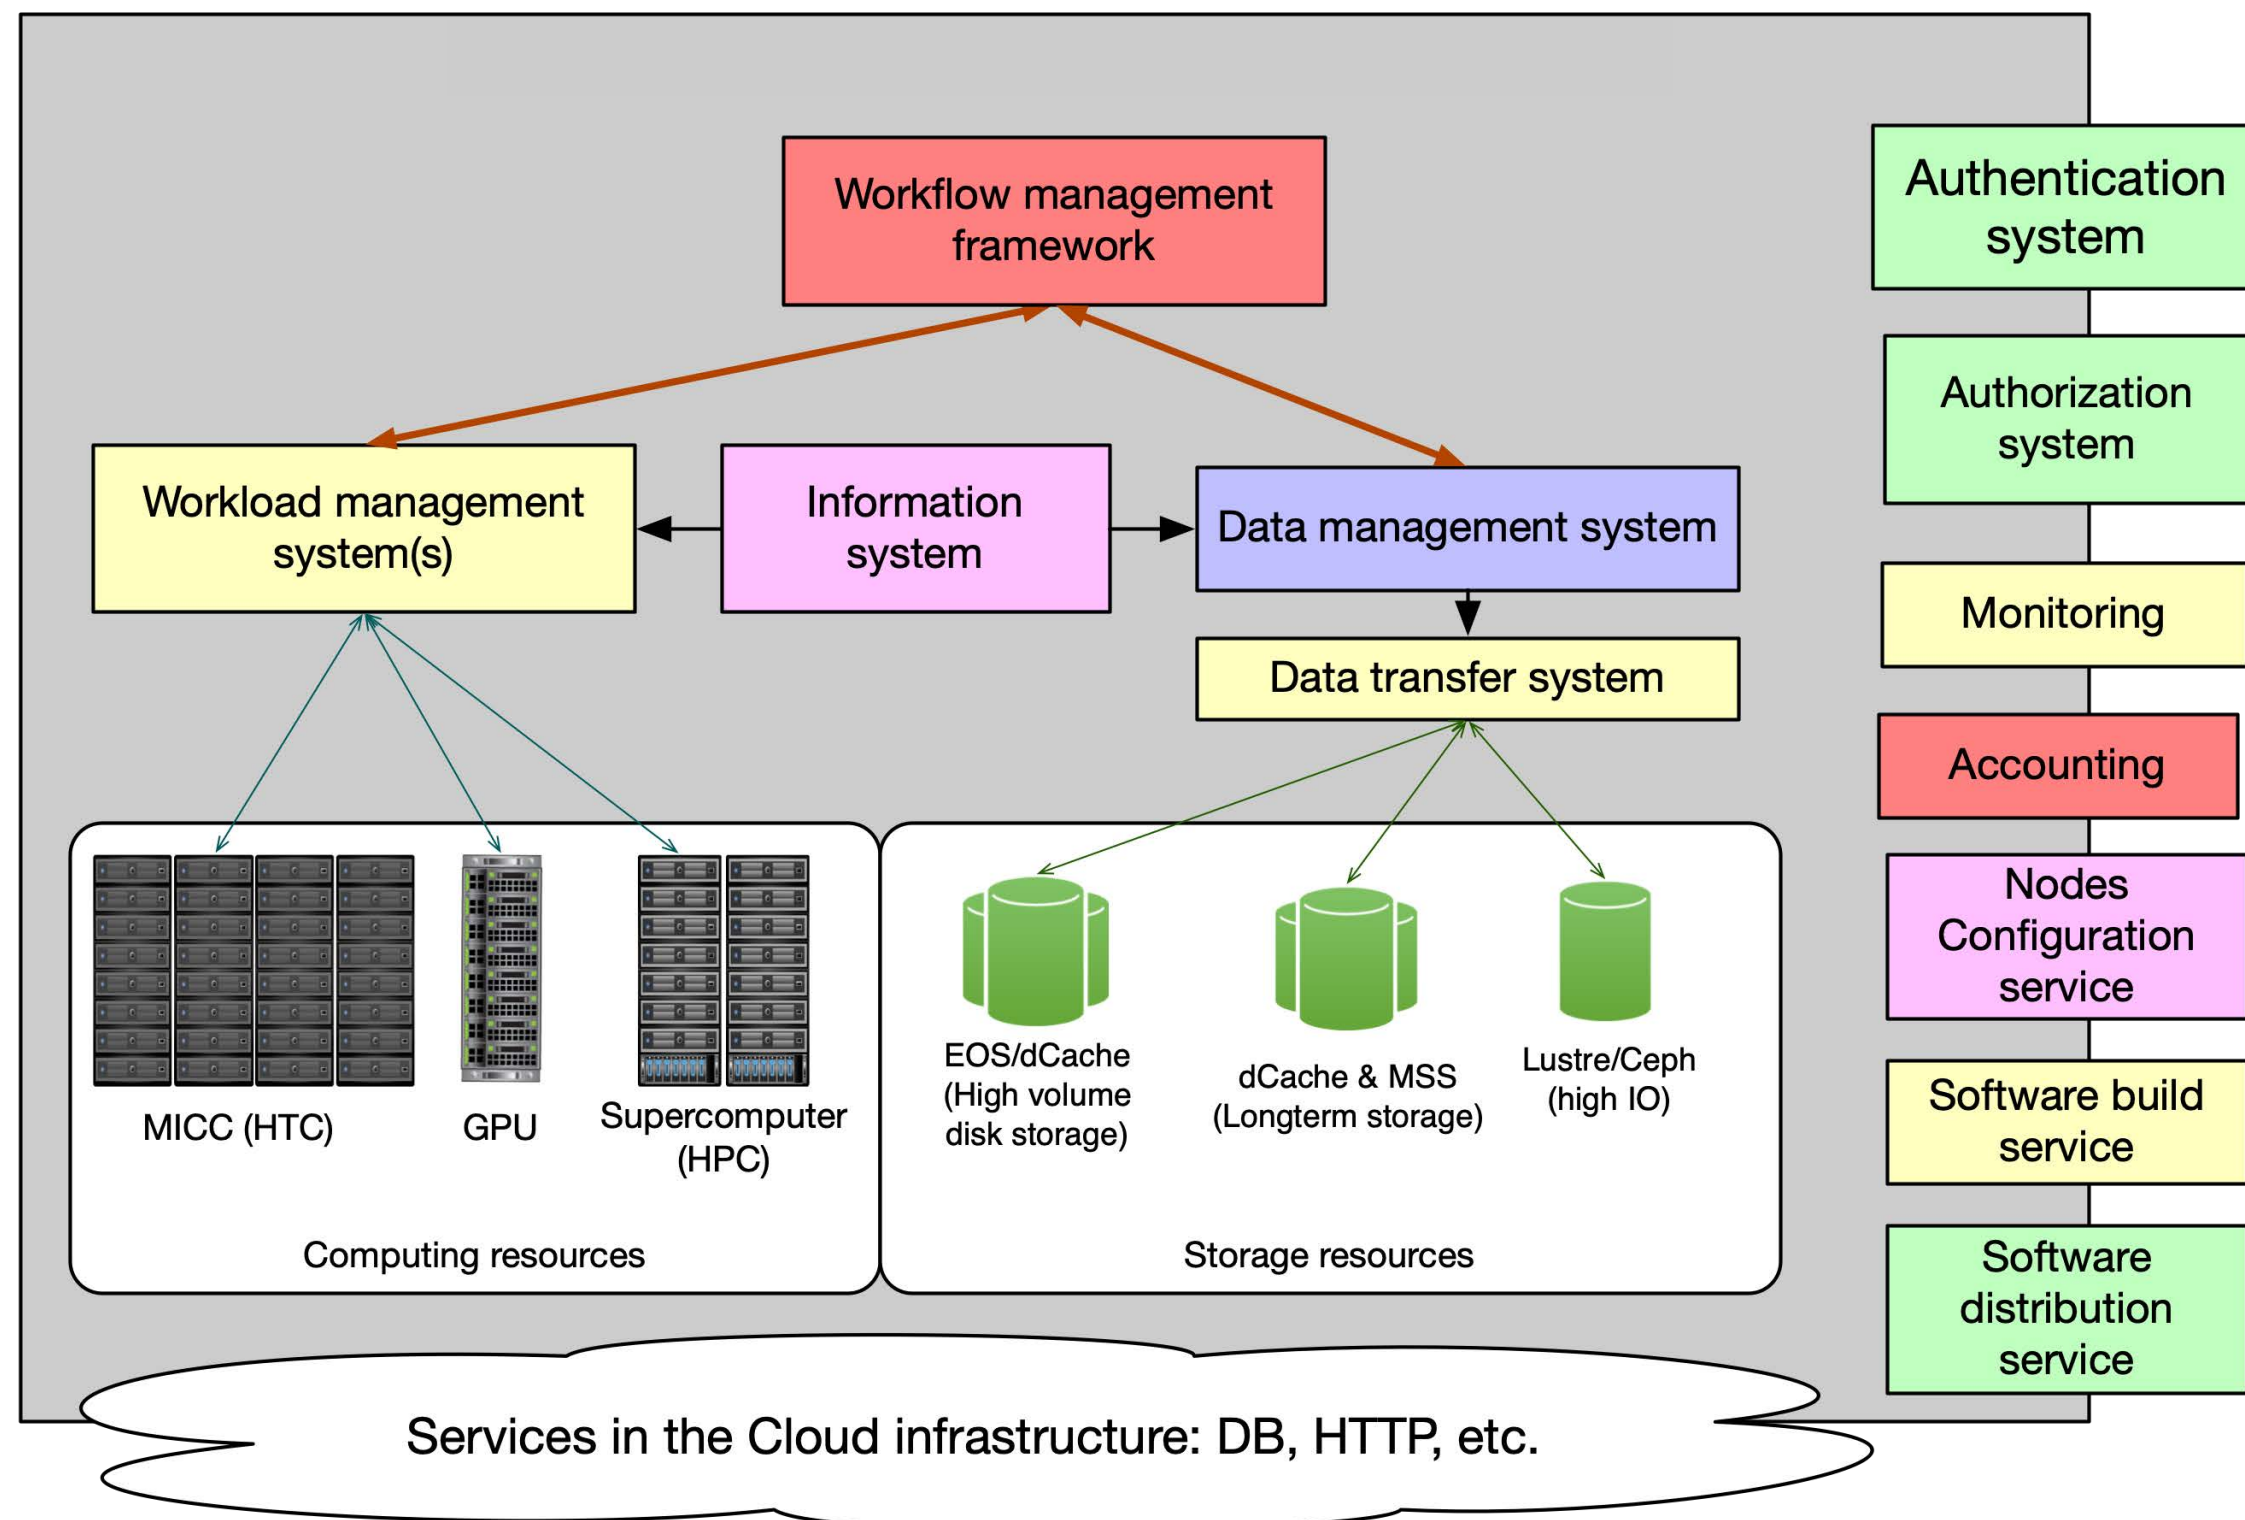 Workflow management
framework
Workload management
system(s)
Information
system
Data management system
Data transfer system
MICC (HTC)
GPU
Supercomputer
(HPC)
Computing resources
EOS/dCache
(High volume
disk storage)
dCache & MSS
(Longterm storage)
Lustre/Ceph
(high IO)
Storage resources
Services in the Cloud infrastructure: DB, HTTP, etc.
Authentication
system
Authorization
system
Monitoring
Accounting
Nodes
Configuration
service
Software build
service
Software
distribution
service